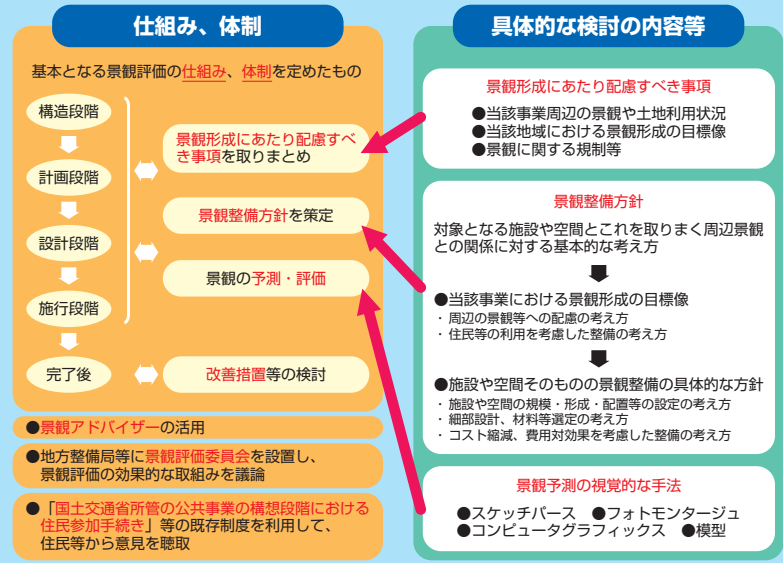 仕組み、体制
基本となる景観評価の仕組み、体制を定めたもの
構造段階
計画段階
設計段階
施行段階
完了後
景観形成にあたり配慮すべ
き事項を取りまとめ
景観整備方針を策定
景観の予測・評価
改善措置等の検討
●景観アドバイザーの活用
●地方整備局等に景観評価委員会を設置し、
景観評価の効果的な取組みを議論
●「国土交通省所管の公共事業の構想段階における
住民参加手続き」等の既存制度を利用して、
住民等から意見を聴取
具体的な検討の内容等
景観形成にあたり配慮すべき事項
●当該事業周辺の景観や土地利用状況
●当該地域における景観形成の目標像
●景観に関する規制等
景観整備方針
対象となる施設や空間とこれを取りまく周辺景観
との関係に対する基本的な考え方
●当該事業における景観形成の目標像
・周辺の景観等への配慮の考え方
・住民等の利用を考慮した整備の考え方
●施設や空間そのものの景観整備の具体的な方針
・施設や空間の規模・形成・配置等の設定の考え方
・細部設計、材料等選定の考え方
・コスト縮減、費用対効果を考慮した整備の考え方
景観予測の視覚的な手法
●スケッチパース ●フォトモンタージュ
●コンピュータグラフィックス ●模型